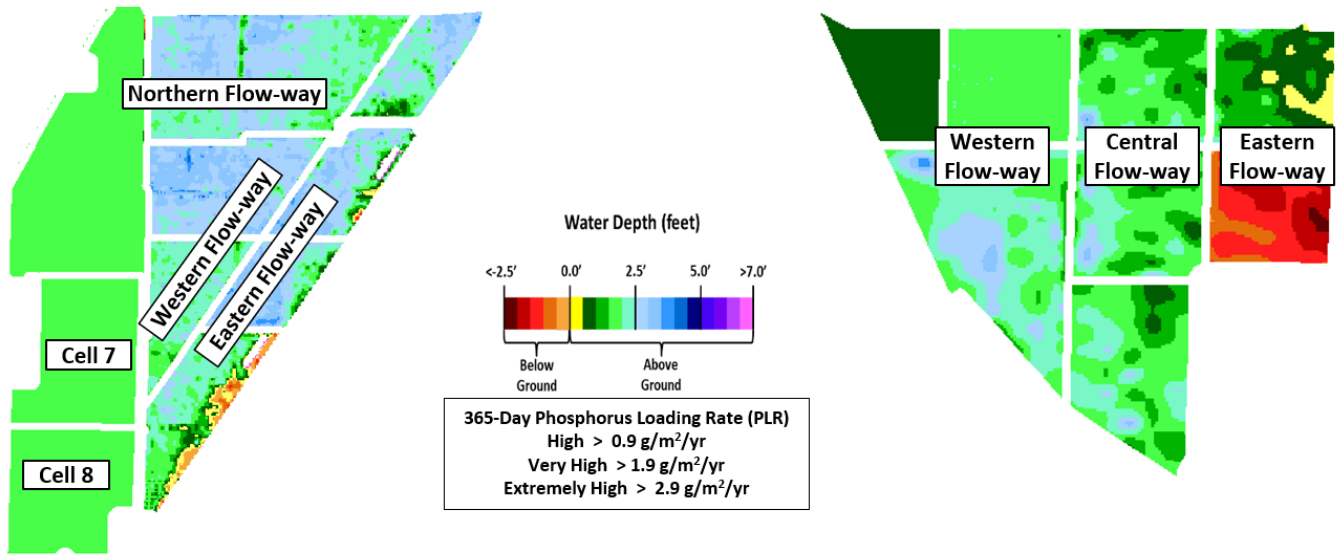 Northern Flow-way
Western Flow-way
Eastern Flow-way
Cell 7
Cell 8
Water Depth (feet)
<-2.5' 0.0' 2.5' 5.0' >7.0'
Below
Ground
Above
Ground
365-Day Phosphorus Loading Rate (PLR)
High > 0.9 g/m²/yr
Very High > 1.9 g/m²/yr
Extremely High > 2.9 g/m²/yr
Western
Flow-way
Central
Flow-way
Eastern
Flow-way